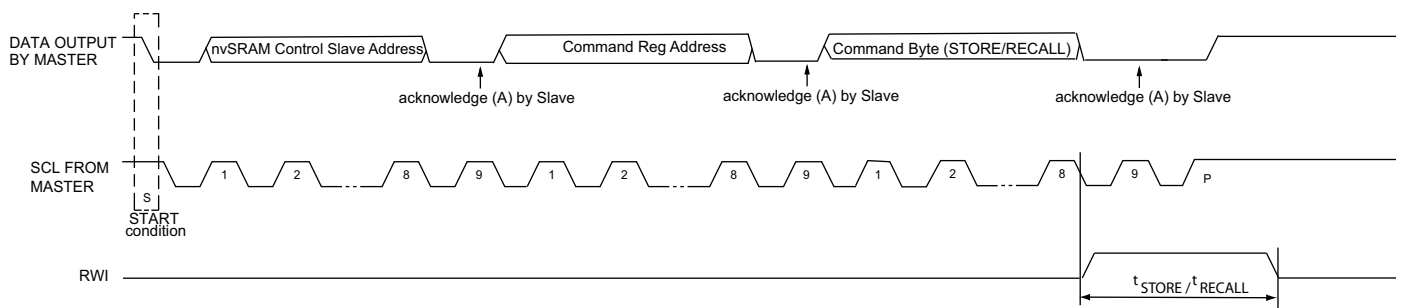 DATA OUTPUT
BY MASTER
nvSRAM Control Slave Address
Command Reg Address
Command Byte (STORE/RECALL)
acknowledge (A) by Slave
acknowledge (A) by Slave
acknowledge (A) by Slave
SCL FROM
MASTER
1 2 8 9 1 2 8 9 1 2 8 9 P
S
START
condition
RWI
t STORE / t RECALL